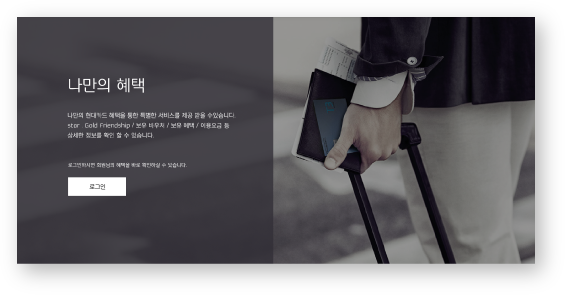 나만의 혜택
나만의 현대카드 혜택을 통한 특별한 서비스를 제공 받을 수있습니다.
star Gold Friendship / 보유 바우처 / 보유 혜택 / 이용요금 등
상세한 정보를 확인 할 수 있습니다.
로그인하시면 회원님의 혜택을 바로 확인하실 수 있습니다.
로그인